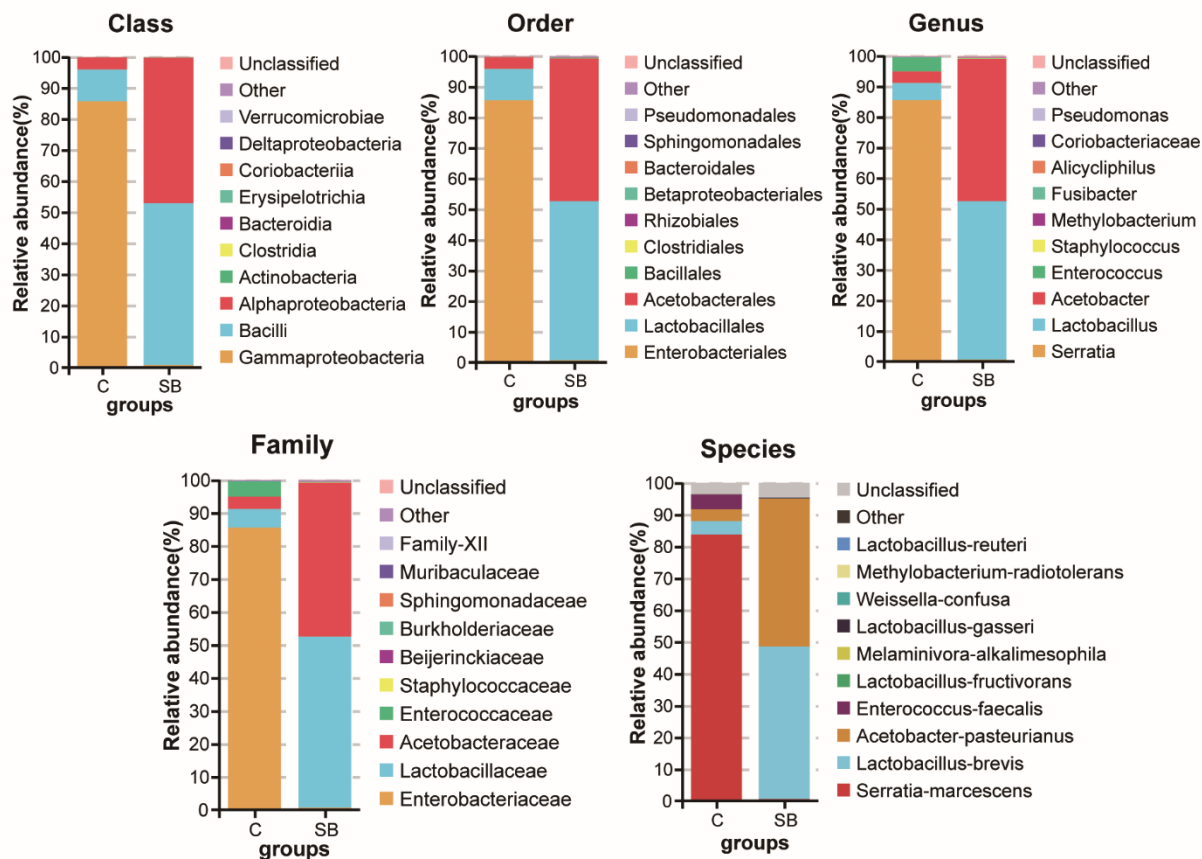 Class
Relative abundance(%)
100
90
80
70
60
50
40
30
20
10
0
C
SB
groups
Unclassified
Other
Verrucomicrobiae
Deltaproteobacteria
Coriobacteriia
Erysipelotrichia
Bacteroidia
Clostridia
Actinobacteria
Alphaproteobacteria
Bacilli
Gammaproteobacteria
Order
Relative abundance(%)
100
90
80
70
60
50
40
30
20
10
0
C
SB
groups
Unclassified
Other
Pseudomonadales
Sphingomonadales
Bacteroidales
Betaproteobacteriales
Rhizobiales
Clostridiales
Bacillales
Acetobacterales
Lactobacillales
Enterobacteriales
Genus
Relative abundance(%)
100
90
80
70
60
50
40
30
20
10
0
C
SB
groups
Unclassified
Other
Pseudomonas
Coriobacteriaceae
Alicycliphilus
Fusibacter
Methylobacterium
Staphylococcus
Enterococcus
Acetobacter
Lactobacillus
Serratia
Family
Relative abundance(%)
100
90
80
70
60
50
40
30
20
10
0
C
SB
groups
Unclassified
Other
Family-XII
Muribaculaceae
Sphingomonadaceae
Burkholderiaceae
Beijerinckiaceae
Staphylococcaceae
Enterococcaceae
Acetobacteraceae
Lactobacillaceae
Enterobacteriaceae
Species
Relative abundance(%)
100
90
80
70
60
50
40
30
20
10
0
C
SB
groups
Unclassified
Other
Lactobacillus-reuteri
Methylobacterium-radiotolerans
Weissella-confusa
Lactobacillus-gasseri
Melaminivora-alkalimesophila
Lactobacillus-fructivorans
Enterococcus-faecalis
Acetobacter-pasteurianus
Lactobacillus-brevis
Serratia-marcescens